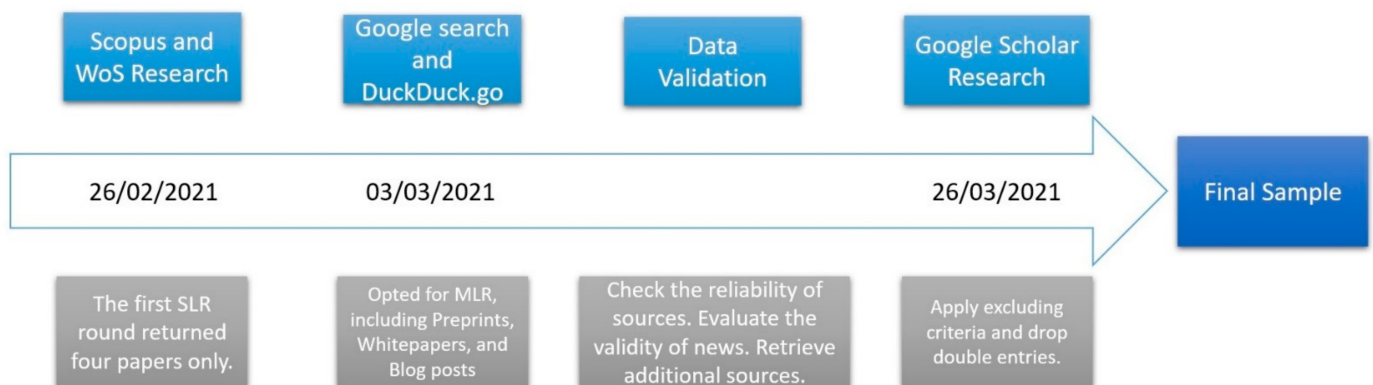 Scopus and
WoS Research
Google search
and
DuckDuck.go
Data
Validation
Google Scholar
Research
26/02/2021
03/03/2021
26/03/2021
Final Sample
The first SLR
round returned
four papers only.
Opted for MLR,
including Preprints,
Whitepapers, and
Blog posts
Check the reliability of
sources. Evaluate the
validity of news. Retrieve
additional sources.
Apply excluding
criteria and drop
double entries.